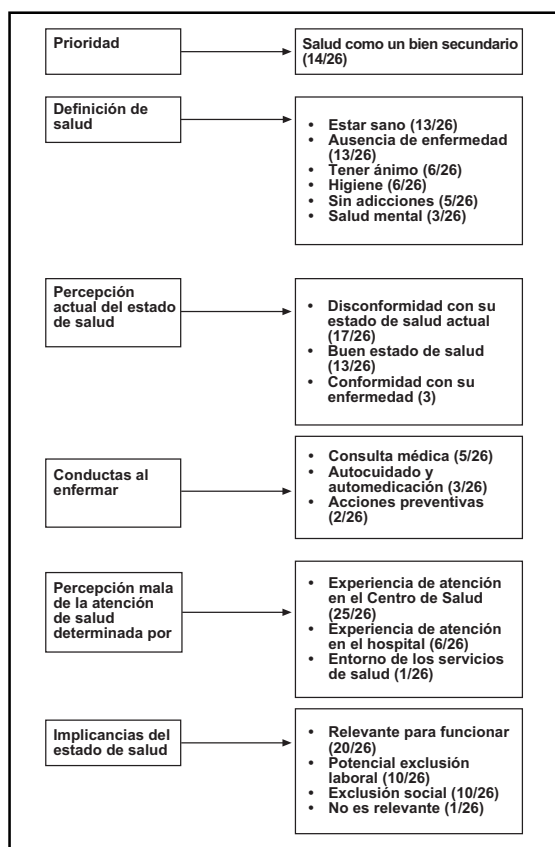 Prioridad
Salud como un bien secundario
(14/26)
Definición de
salud
• Estar sano (13/26)
• Ausencia de enfermedad
(13/26)
• Tener ánimo (6/26)
• Higiene (6/26)
• Sin adicciones (5/26)
• Salud mental (3/26)
Percepción
actual del estado
de salud
• Disconformidad con su
estado de salud actual
(17/26)
• Buen estado de salud
(13/26)
• Conformidad con su
enfermedad (3)
Conductas al
enfermar
• Consulta médica (5/26)
• Autocuidado y
automedicación (3/26)
• Acciones preventivas
(2/26)
Percepción mala
de la atención
de salud
determinada por
• Experiencia de atención
en el Centro de Salud
(25/26)
• Experiencia de atención
en el hospital (6/26)
• Entorno de los servicios
de salud (1/26)
Implicancias del
estado de salud
• Relevante para funcionar
(20/26)
• Potencial exclusión
laboral (10/26)
• Exclusión social (10/26)
• No es relevante (1/26)